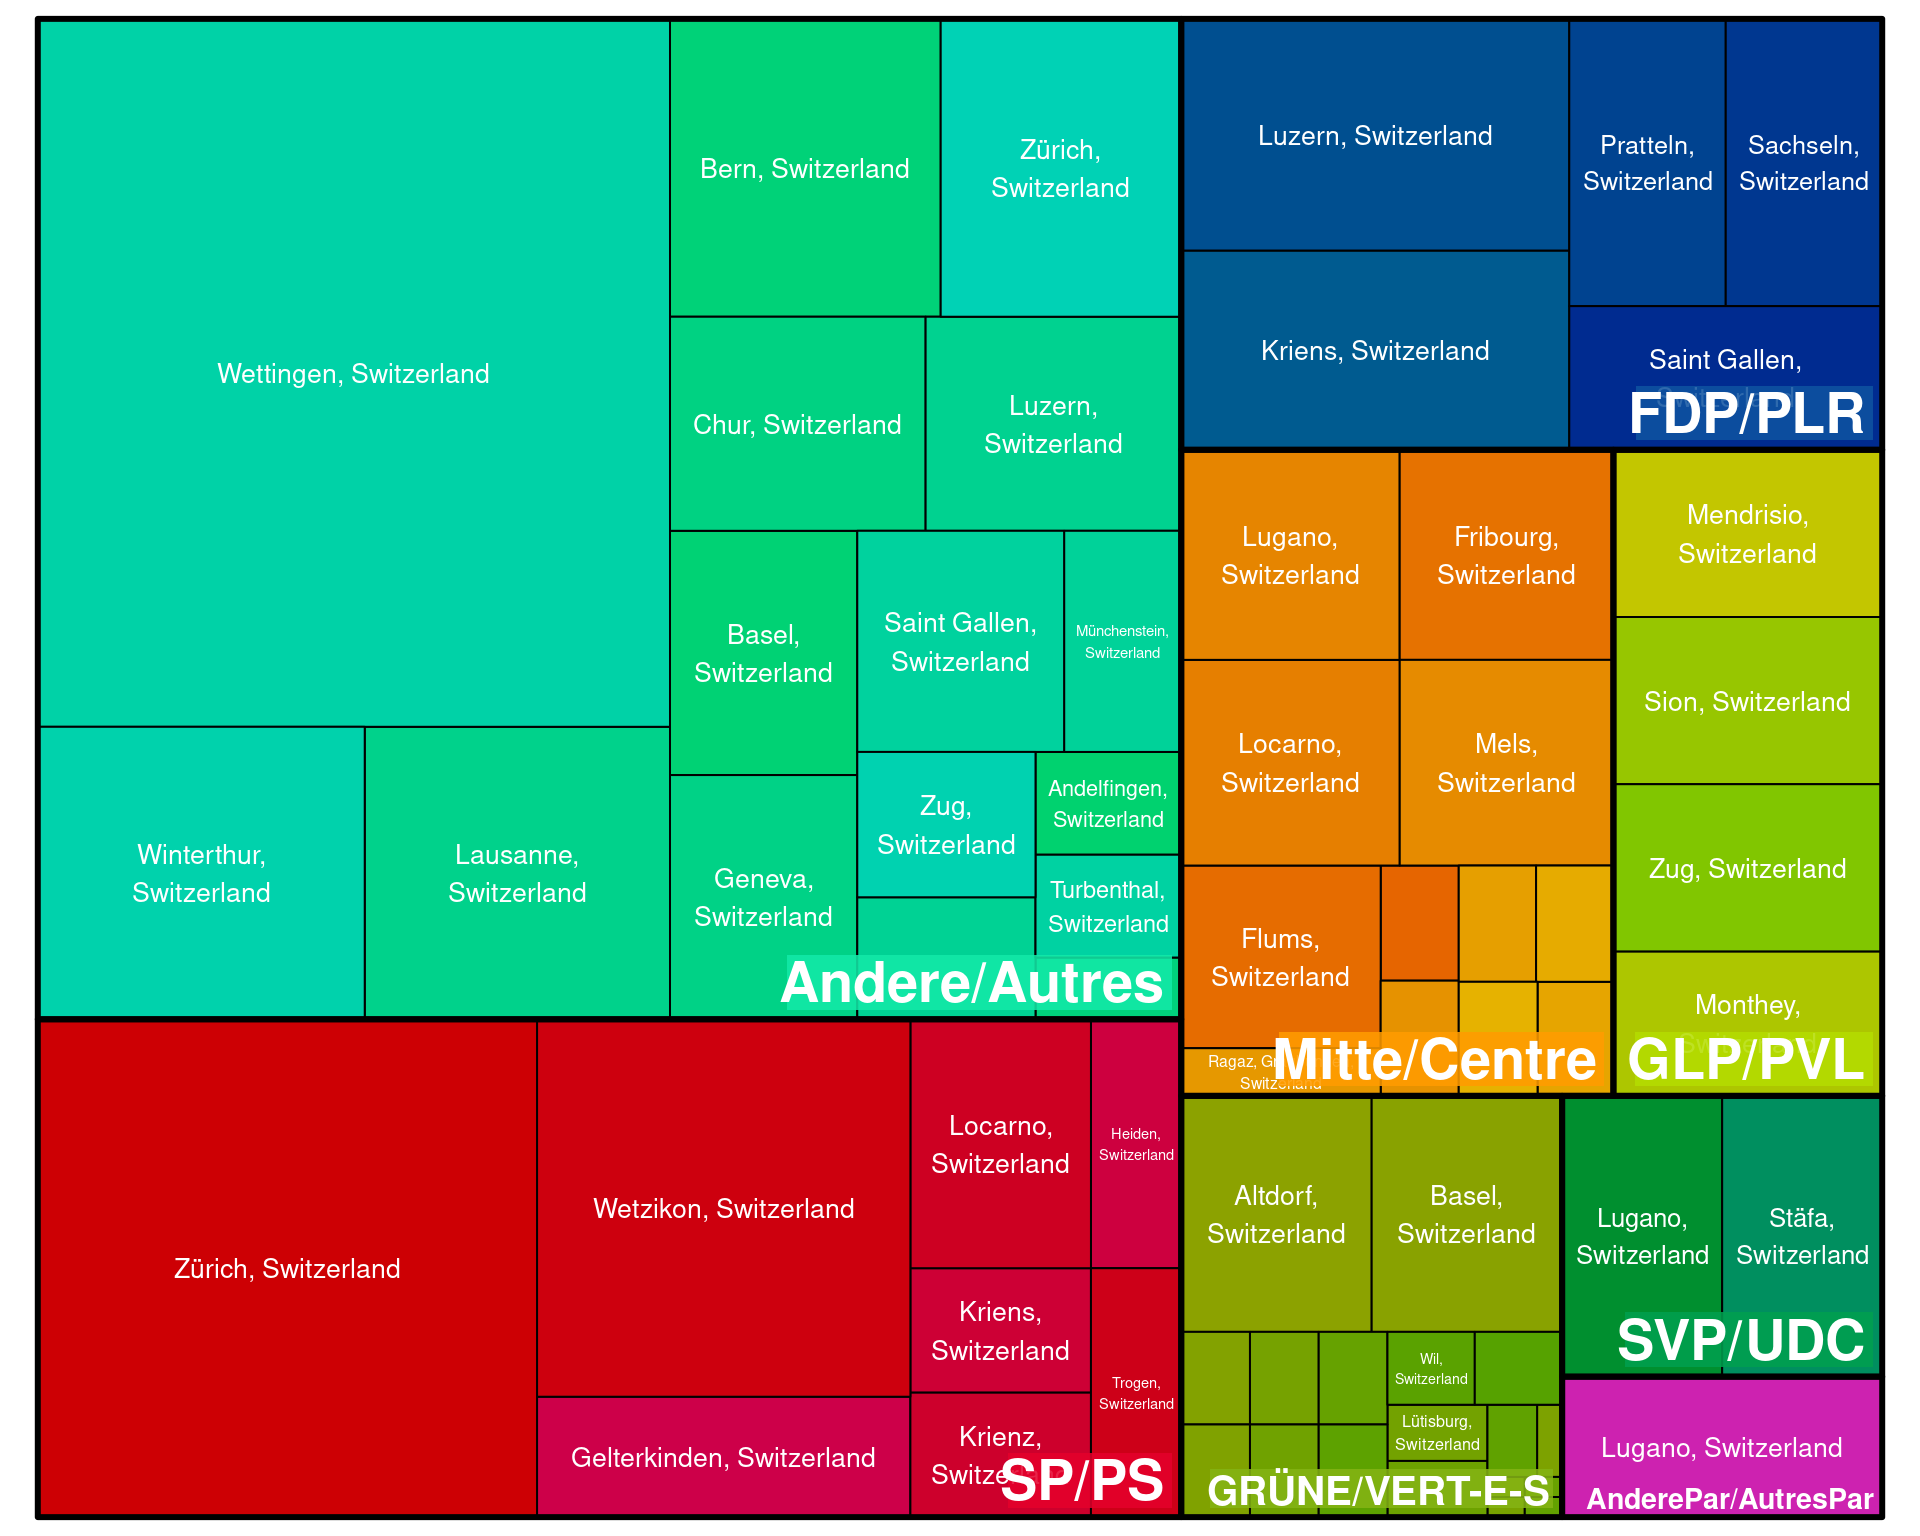 Wettingen, Switzerland
Bern, Switzerland
Zürich,
Switzerland
Chur, Switzerland
Luzern,
Switzerland
Basel,
Switzerland
Saint Gallen,
Switzerland
Münchenstein,
Switzerland
Winterthur,
Switzerland
Lausanne,
Switzerland
Geneva,
Switzerland
Zug,
Switzerland
Andelfingen,
Switzerland
Turbenthal,
Switzerland
Andere/Autres
Luzern, Switzerland
Pratteln,
Switzerland
Sachseln,
Switzerland
Kriens, Switzerland
Saint Gallen,
Switzerland
FDP/PLR
Lugano,
Switzerland
Fribourg,
Switzerland
Locarno,
Switzerland
Mels,
Switzerland
Flums,
Switzerland
Ragaz,
Switzerland
Mitte/Centre
Mendrisio,
Switzerland
Sion, Switzerland
Zug, Switzerland
Monthey,
GLP/PVL
Zürich, Switzerland
Wetzikon, Switzerland
Gelterkinden, Switzerland
Locarno,
Switzerland
Heiden,
Switzerland
Kriens,
Switzerland
Trogen,
Switzerland
Krienz,
SP/PS
Altdorf,
Switzerland
Basel,
Switzerland
Wil,
Switzerland
Lütisburg,
Switzerland
GRÜNE/VERT-E-S
Lugano,
Switzerland
Stäfa,
Switzerland
SVP/UDC
Lugano, Switzerland
AnderePar/AutresPar